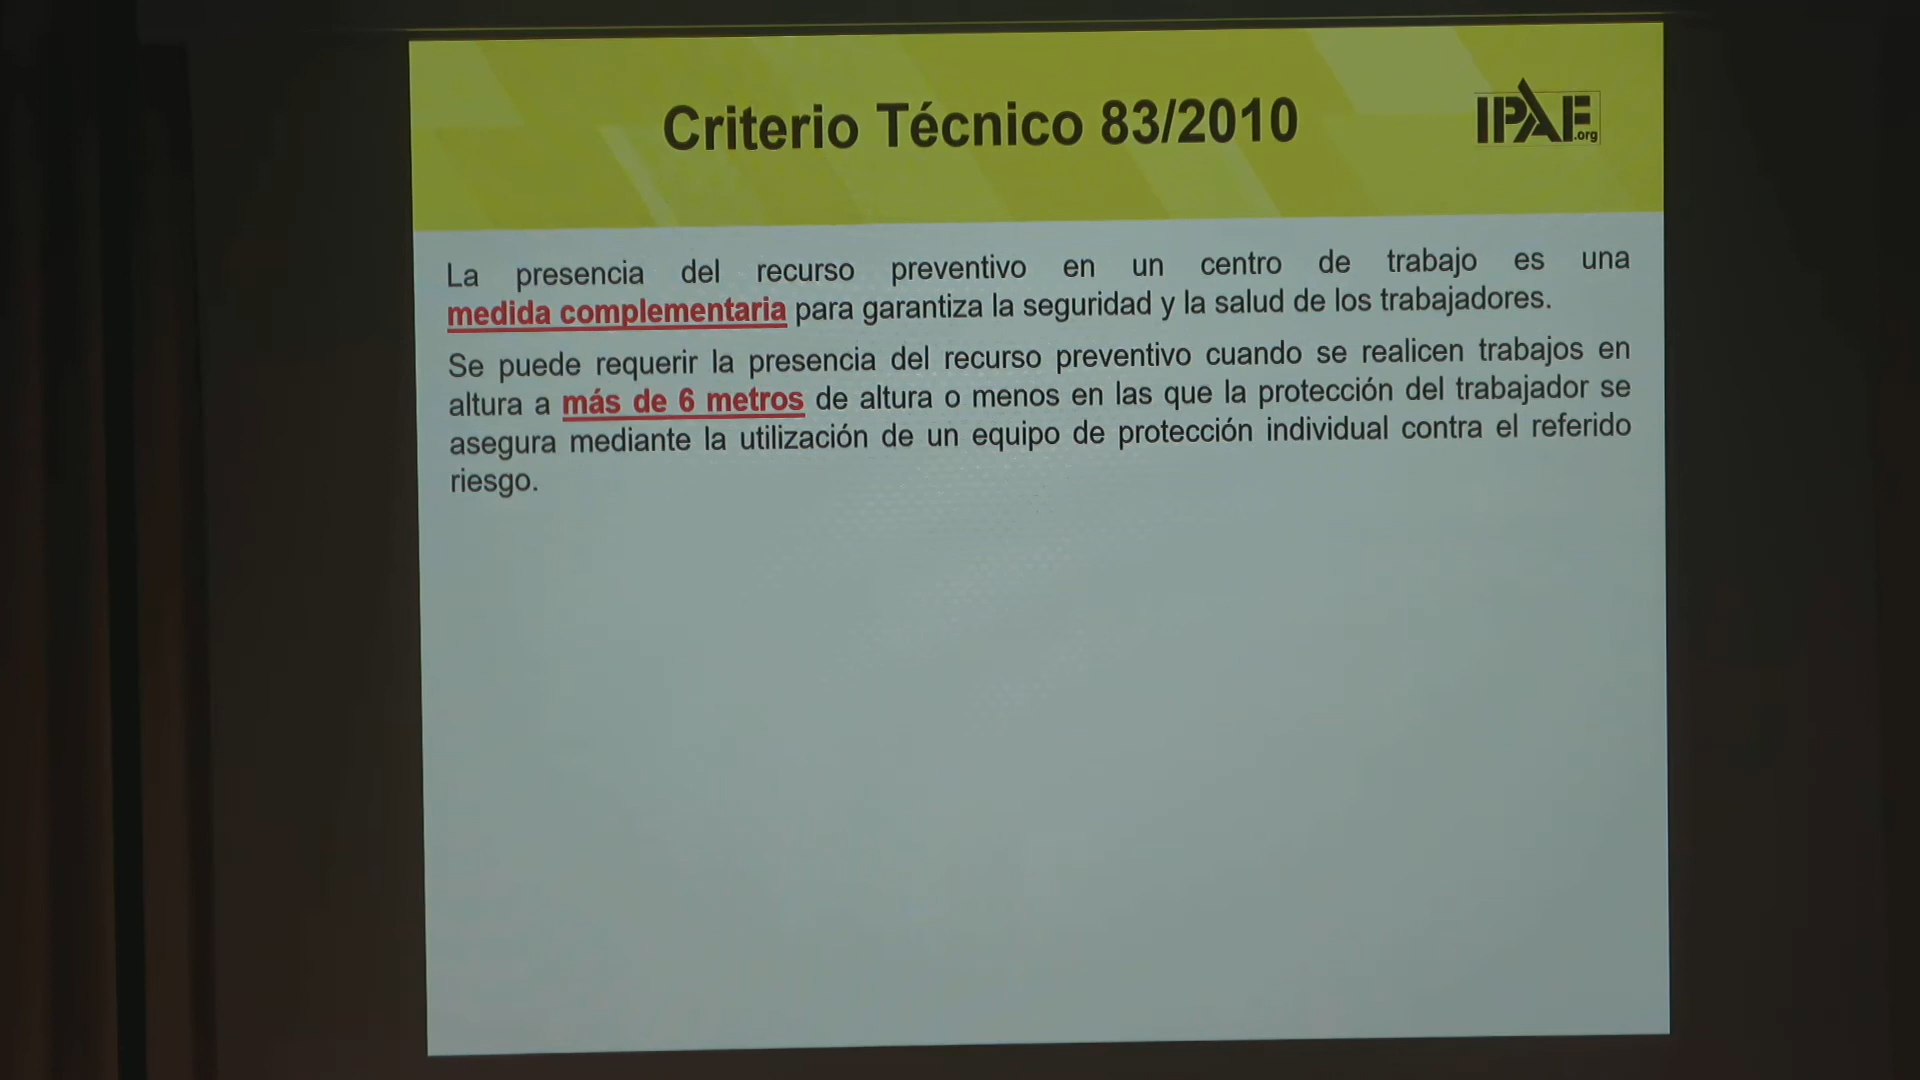 Criterio Técnico 83/2010
IPAF.org
La presencia del recurso preventivo en un centro de trabajo es una
medida complementaria para garantiza la seguridad y la salud de los trabajadores.
Se puede requerir la presencia del recurso preventivo cuando se realicen trabajos en
altura a más de 6 metros de altura o menos en las que la protección del trabajador se
asegura mediante la utilización de un equipo de protección individual contra el referido
riesgo.